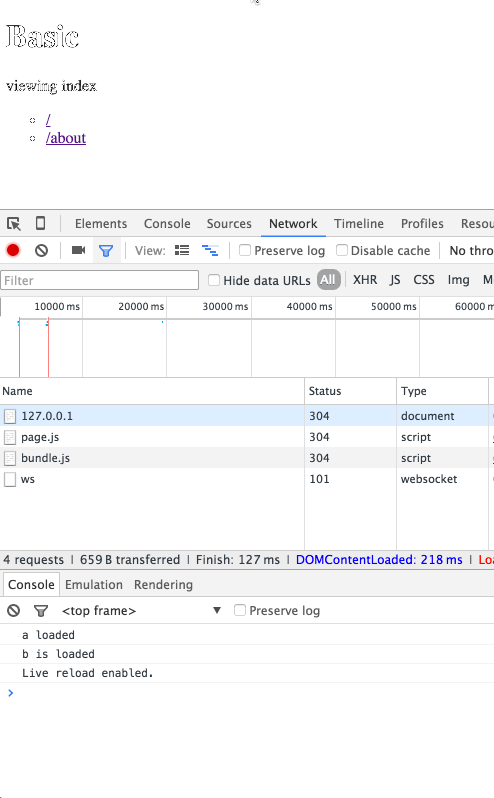 Basic
viewing index
/
/about
Elements Console Sources Network Timeline Profiles
View: Preserve log Disable cache No
Filter Hide data URLs All XHR JS CSS Img
10000 ms 20000 ms 30000 ms 40000 ms 50000 ms 60000
Name Status Type
127.0.0.1 304 document
page.js 304 script
bundle.js 304 script
ws 101 websocket
4 requests | 659 B transferred | Finish: 127 ms | DOMContentLoaded: 218 ms |
Console Emulation Rendering
<top frame> ▼ Preserve log
a loaded
b is loaded
Live reload enabled.
>